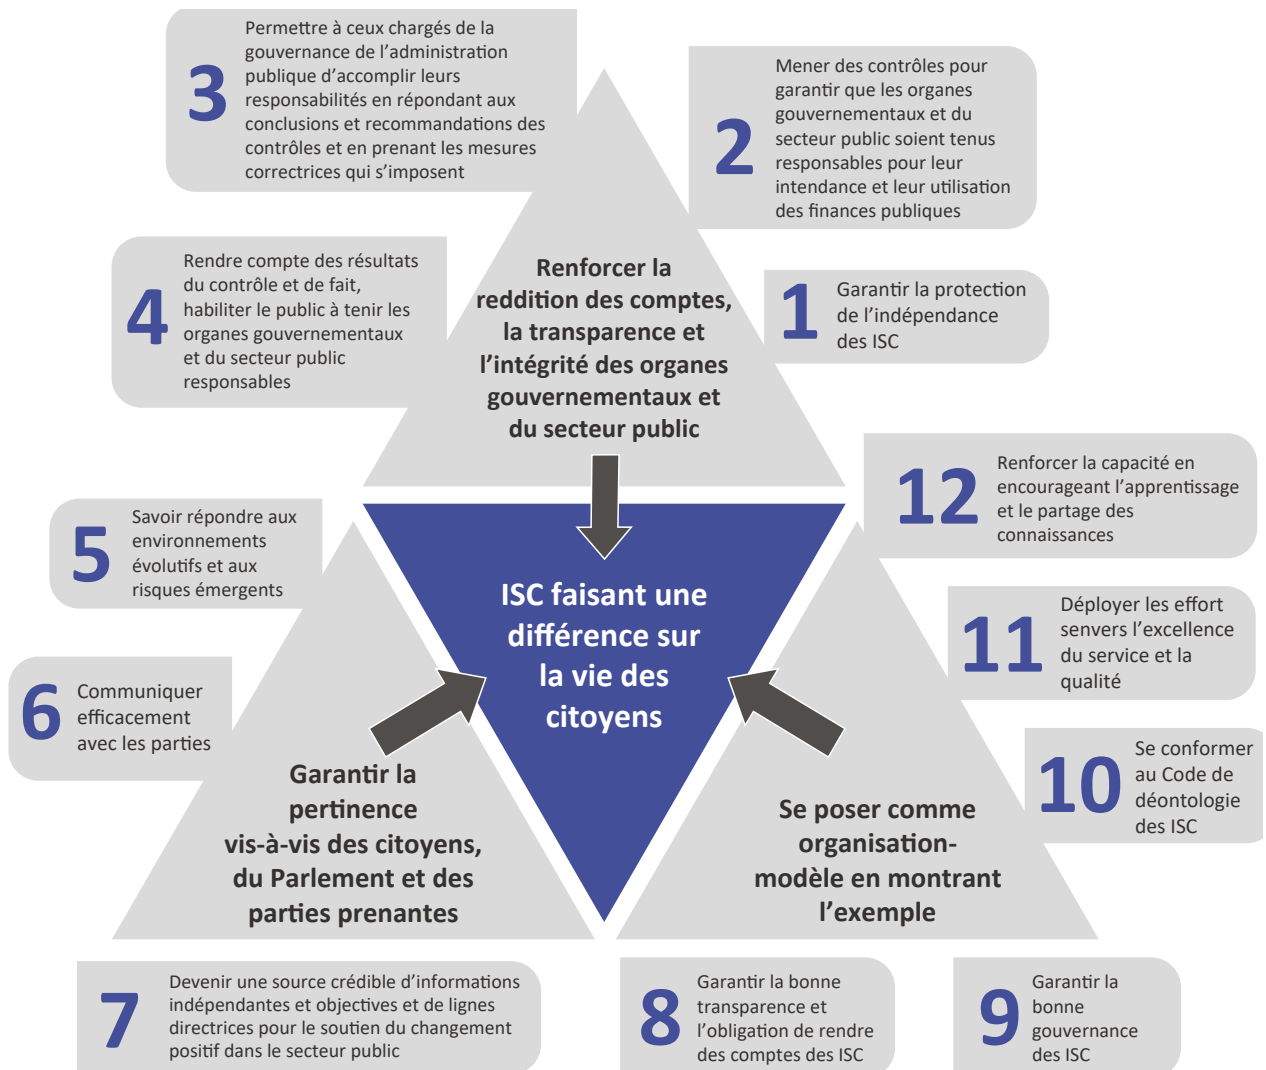 3
Permettre à ceux chargés de la
gouvernance de l'administration
publique d'accomplir leurs
responsabilités en répondant aux
conclusions et recommandations des
contrôles et en prenant les mesures
correctrices qui s'imposent
2
Mener des contrôles pour
garantir que les organes
gouvernementaux et du
secteur public soient tenus
responsables pour leur
intendance et leur utilisation
des finances publiques
4
Rendre compte des résultats
du contrôle et de fait,
habiliter le public à tenir les
organes gouvernementaux
et du secteur public
responsables
Renforcer la
reddition des comptes,
la transparence et
l'intégrité des organes
gouvernementaux et
du secteur public
1
Garantir la protection
de l'indépendance
des ISC
12
Renforcer la capacité en
encourageant l'apprentissage
et le partage des
connaissances
5
Savoir répondre aux
environnements
évolutifs et aux
risques émergents
ISC faisant une
différence sur
la vie des
citoyens
11
Déployer les effort
senvers l'excellence
du service et la
qualité
6
Communiquer
efficacement
avec les parties
10
Se conformer
au Code de
déontologie
des ISC
Garantir la
pertinence
vis-à-vis des citoyens,
du Parlement et des
parties prenantes
Se poser comme
organisation-
modèle en montrant
l'exemple
7
Devenir une source crédible d'informations
indépendantes et objectives et de lignes
directrices pour le soutien du changement
positif dans le secteur public
8
Garantir la bonne
transparence et
l'obligation de rendre
des comptes des ISC
9
Garantir la
bonne
gouvernance
des ISC